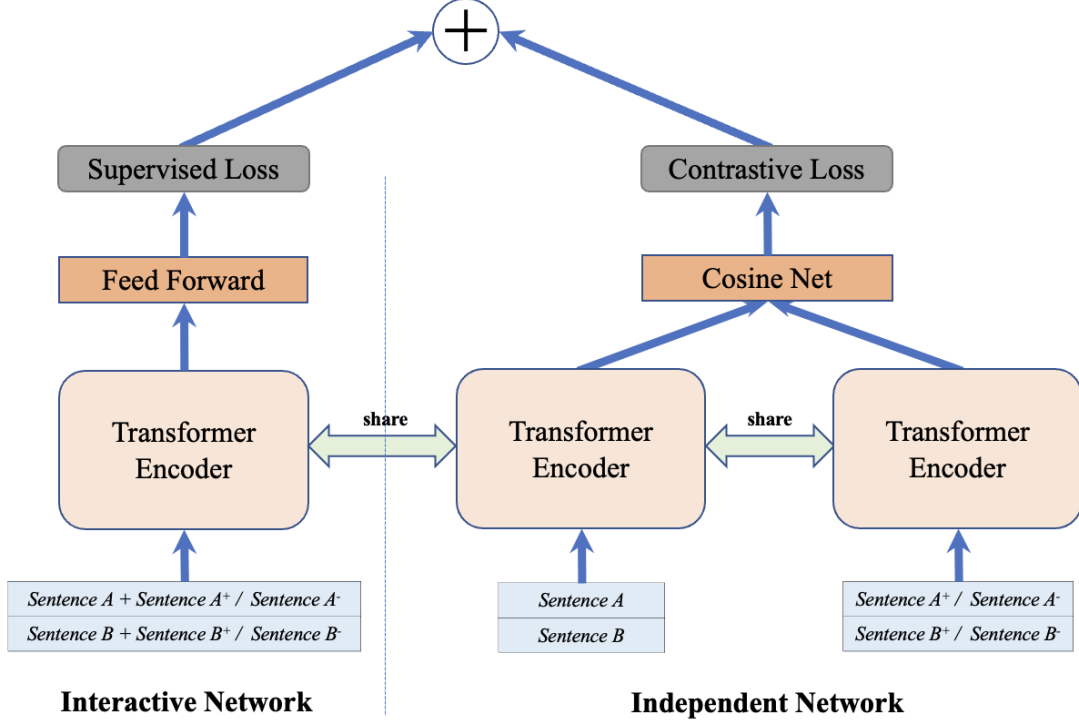 Supervised Loss
Contrastive Loss
Feed Forward
Cosine Net
Transformer
Encoder
share
Transformer
Encoder
share
Transformer
Encoder
Sentence A + Sentence A⁺ / Sentence A⁻
Sentence B + Sentence B⁺ / Sentence B⁻
Sentence A
Sentence B
Sentence A⁺ / Sentence A⁻
Sentence B⁺ / Sentence B⁻
Interactive Network
Independent Network